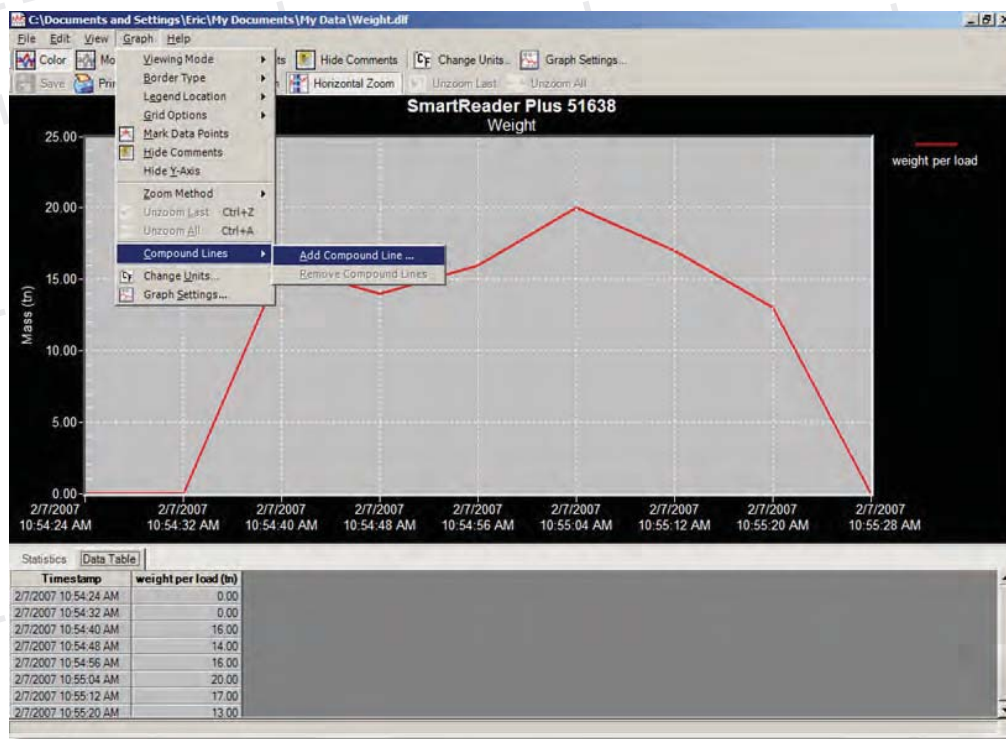 C:\Documents and Settings\Eric\My Documents\My Data\Weight.dlf
File Edit View Graph Help
Color Mo ts Hide Comments Change Units... Graph Settings...
Save Prin Horizontal Zoom Unzoom Last Unzoom All
Viewing Mode
Border Type
Legend Location
Grid Options
Mark Data Points
Hide Comments
Hide Y-Axis
Zoom Method
Unzoom Last Ctrl+Z
Unzoom All Ctrl+A
Compound Lines
Change Units...
Graph Settings...
Add Compound Line ...
Remove Compound Lines
SmartReader Plus 51638
Weight
weight per load
Mass (tn)
25.00
20.00
15.00
10.00
5.00
0.00
2/7/2007 2/7/2007 2/7/2007 2/7/2007 2/7/2007 2/7/2007 2/7/2007 2/7/2007 2/7/2007
10:54:24 AM 10:54:32 AM 10:54:40 AM 10:54:48 AM 10:54:56 AM 10:55:04 AM 10:55:12 AM 10:55:20 AM 10:55:28 AM
Statistics Data Table
Timestamp weight per load (tn)
2/7/2007 10:54:24 AM 0.00
2/7/2007 10:54:32 AM 0.00
2/7/2007 10:54:40 AM 16.00
2/7/2007 10:54:48 AM 14.00
2/7/2007 10:54:56 AM 16.00
2/7/2007 10:55:04 AM 20.00
2/7/2007 10:55:12 AM 17.00
2/7/2007 10:55:20 AM 13.00